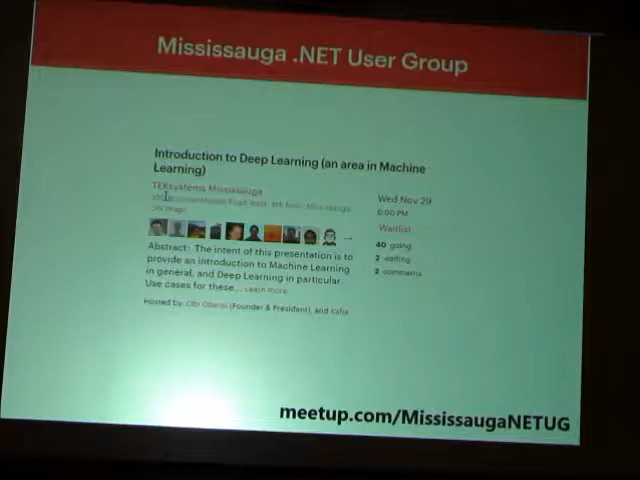 Mississauga .NET User Group
Introduction to Deep Learning (an area in Machine
Learning)
TEKsystems Mississauga
Wed Nov 29
6:00 PM
Waitlist
40 going
2 waiting
2 comments
Abstract: The intent of this presentation is to
provide an introduction to Machine Learning
in general, and Deep Learning in particular.
Use cases for these... Learn more
Hosted by: Obi Oberoi (Founder & President), and
meetup.com/MississaugaNETUG